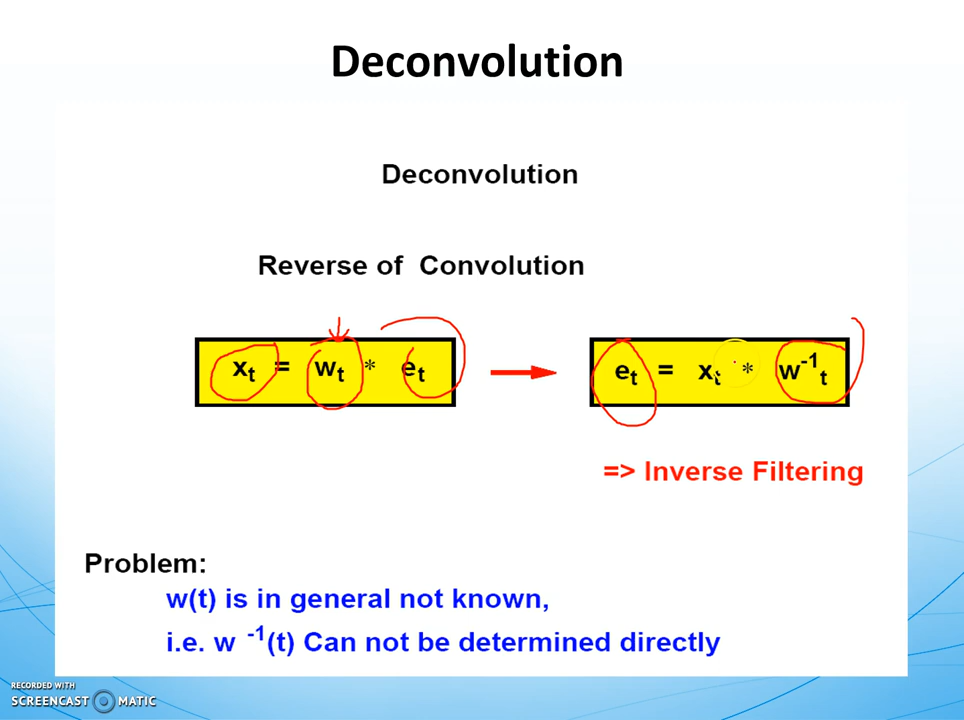 Deconvolution
Deconvolution
Reverse of Convolution
xt = wt * et
et = xt * w-1t
=> Inverse Filtering
Problem:
w(t) is in general not known,
i.e. w -1(t) Can not be determined directly
RECORDED WITH
SCREENCAST MATIC